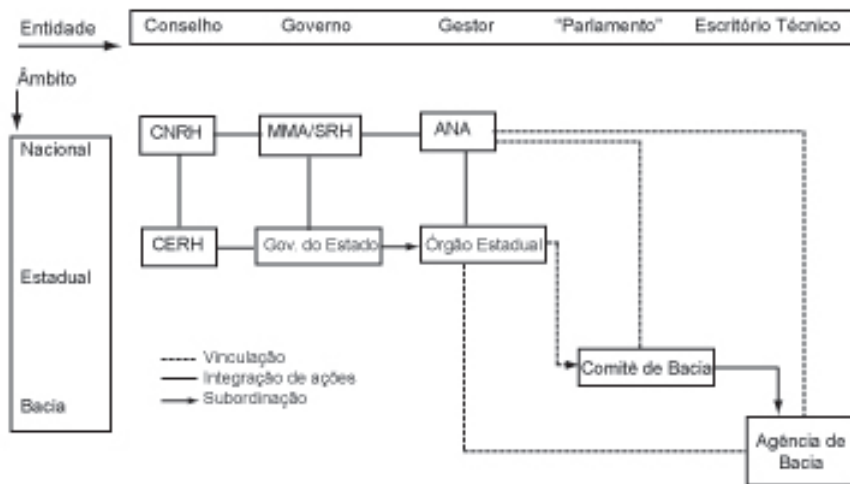 Entidade
Conselho Governo Gestor "Parlamento" Escritório Técnico
Âmbito
Nacional
CNRH MMA/SRH ANA
CERH Gov. do Estado Órgão Estadual
Estadual
Vinculação
Integração de ações
Subordinação
Comitê de Bacia
Bacia
Agência de
Bacia